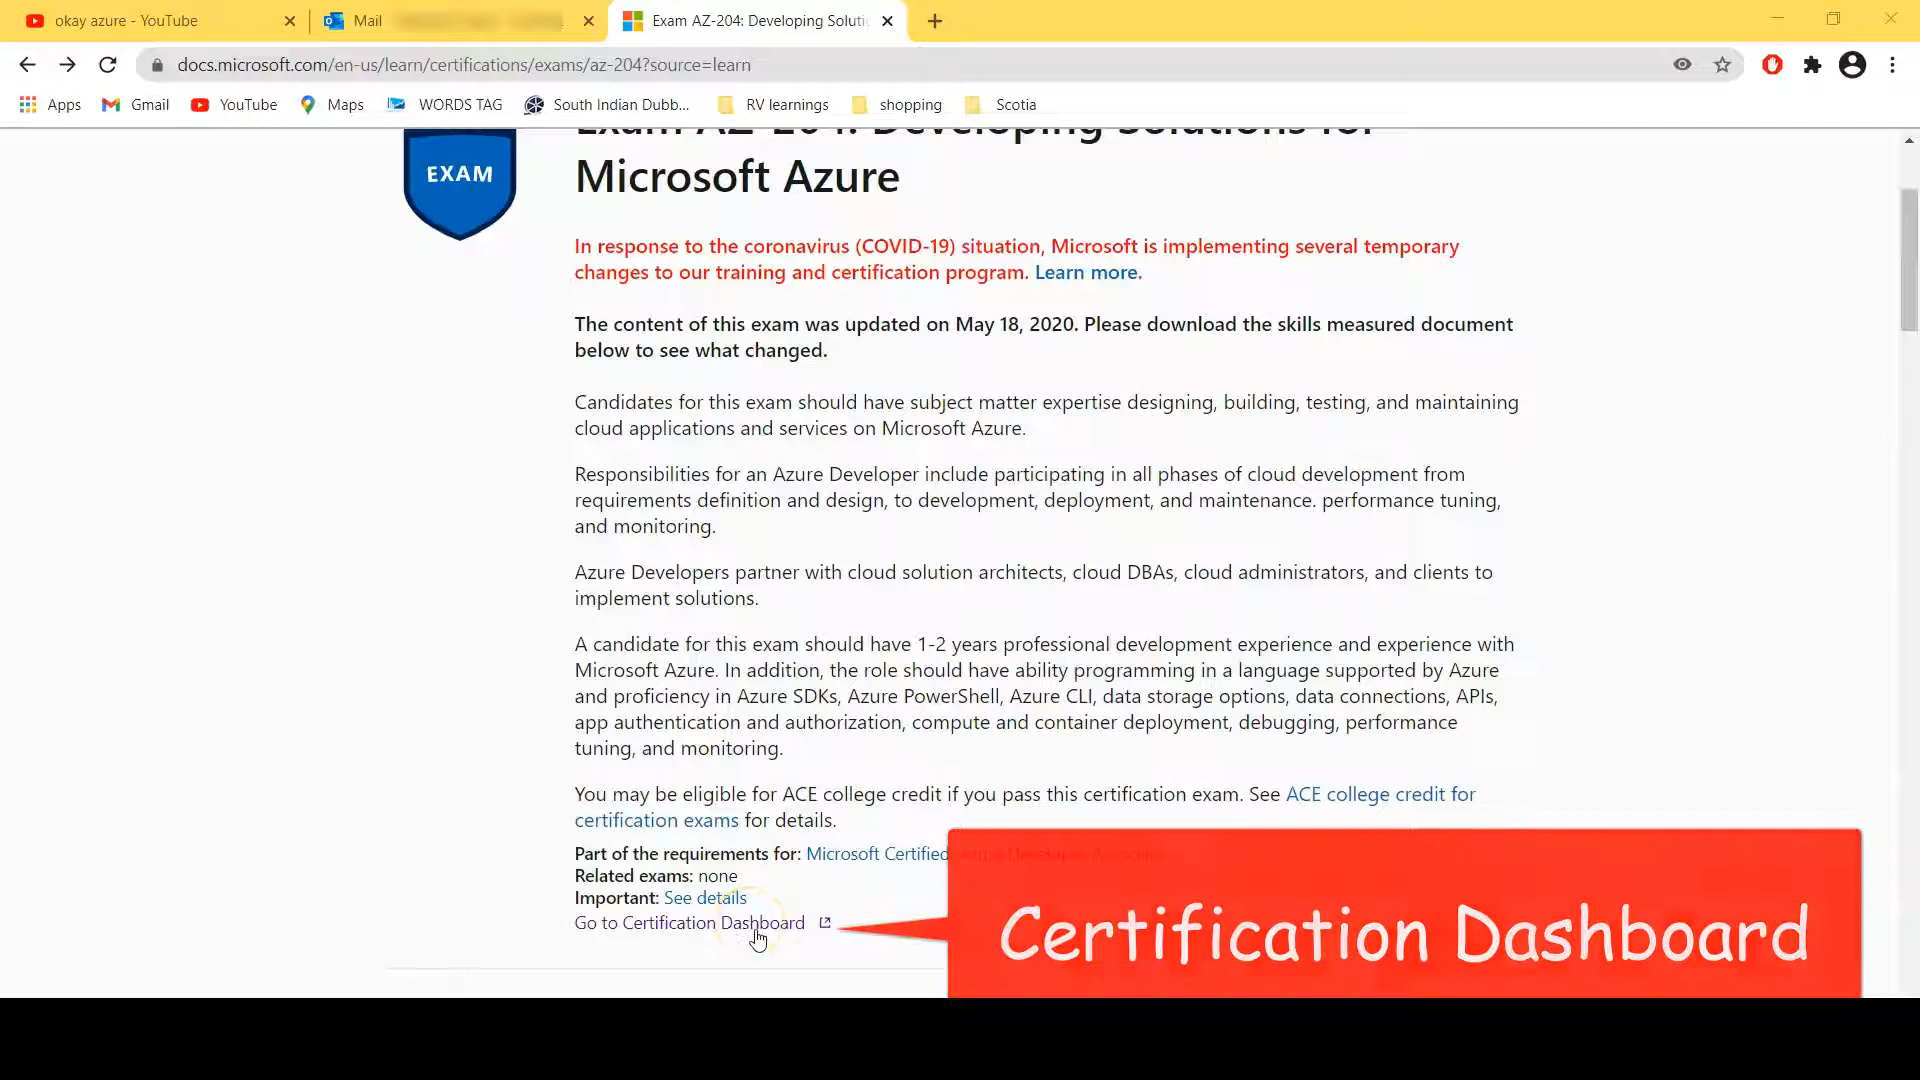 okay azure - YouTube
Mail
Exam AZ-204: Developing Soluti
docs.microsoft.com/en-us/learn/certifications/exams/az-204?source=learn
Apps
Gmail
YouTube
Maps
WORDS TAG
South Indian Dubb...
RV learnings
shopping
Scotia
EXAM
Exam AZ-204: Developing Solutions for
Microsoft Azure
In response to the coronavirus (COVID-19) situation, Microsoft is implementing several temporary
changes to our training and certification program. Learn more.
The content of this exam was updated on May 18, 2020. Please download the skills measured document
below to see what changed.
Candidates for this exam should have subject matter expertise designing, building, testing, and maintaining
cloud applications and services on Microsoft Azure.
Responsibilities for an Azure Developer include participating in all phases of cloud development from
requirements definition and design, to development, deployment, and maintenance. performance tuning,
and monitoring.
Azure Developers partner with cloud solution architects, cloud DBAs, cloud administrators, and clients to
implement solutions.
A candidate for this exam should have 1-2 years professional development experience and experience with
Microsoft Azure. In addition, the role should have ability programming in a language supported by Azure
and proficiency in Azure SDKs, Azure PowerShell, Azure CLI, data storage options, data connections, APIs,
app authentication and authorization, compute and container deployment, debugging, performance
tuning, and monitoring.
You may be eligible for ACE college credit if you pass this certification exam. See ACE college credit for
certification exams for details.
Part of the requirements for: Microsoft Certified: Azure Developer Associate
Related exams: none
Important: See details
Go to Certification Dashboard
Certification Dashboard